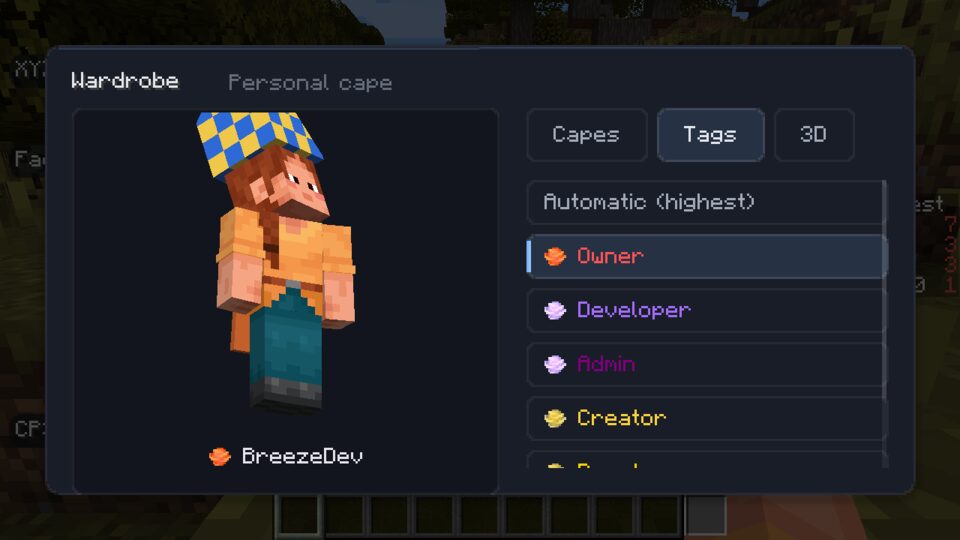 Wardrobe
Personal cape
Capes
Tags
3D
Automatic (highest)
Owner
Developer
Admin
Creator
BreezeDev